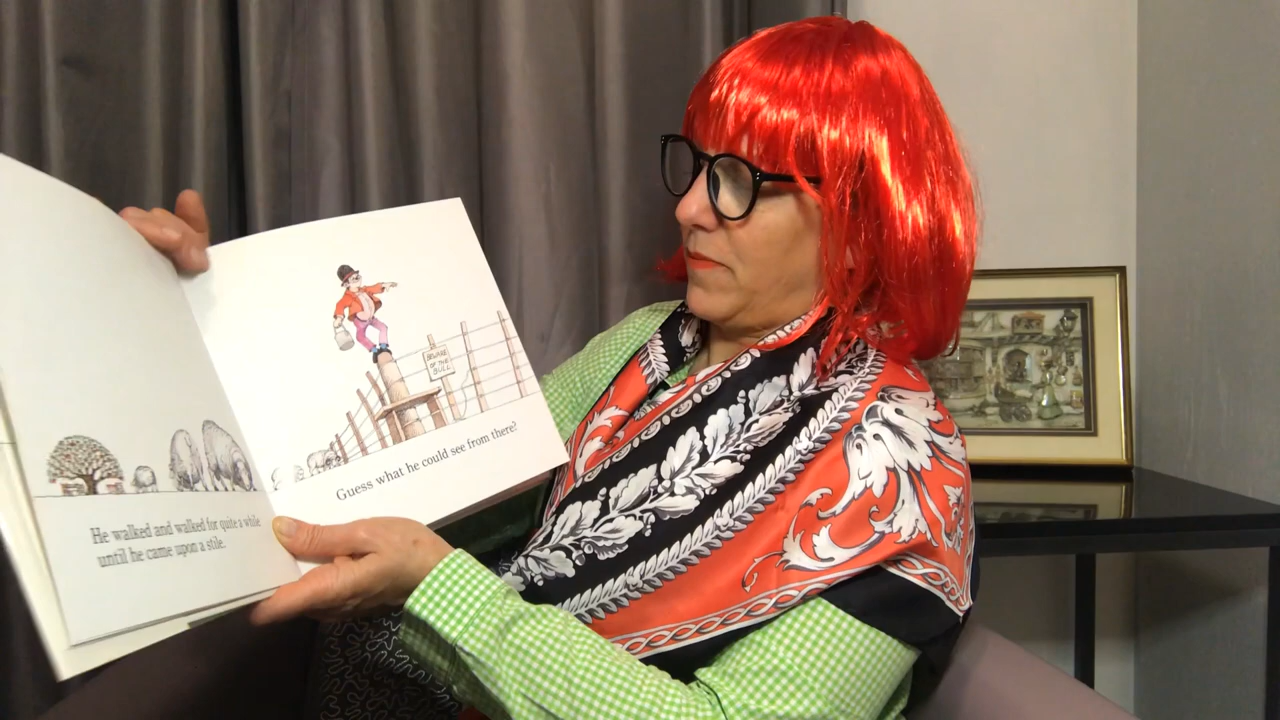 He walked and walked for quite a while
until he came upon a stile.
BEWARE
OF THE
BULL
Guess what he could see from there?